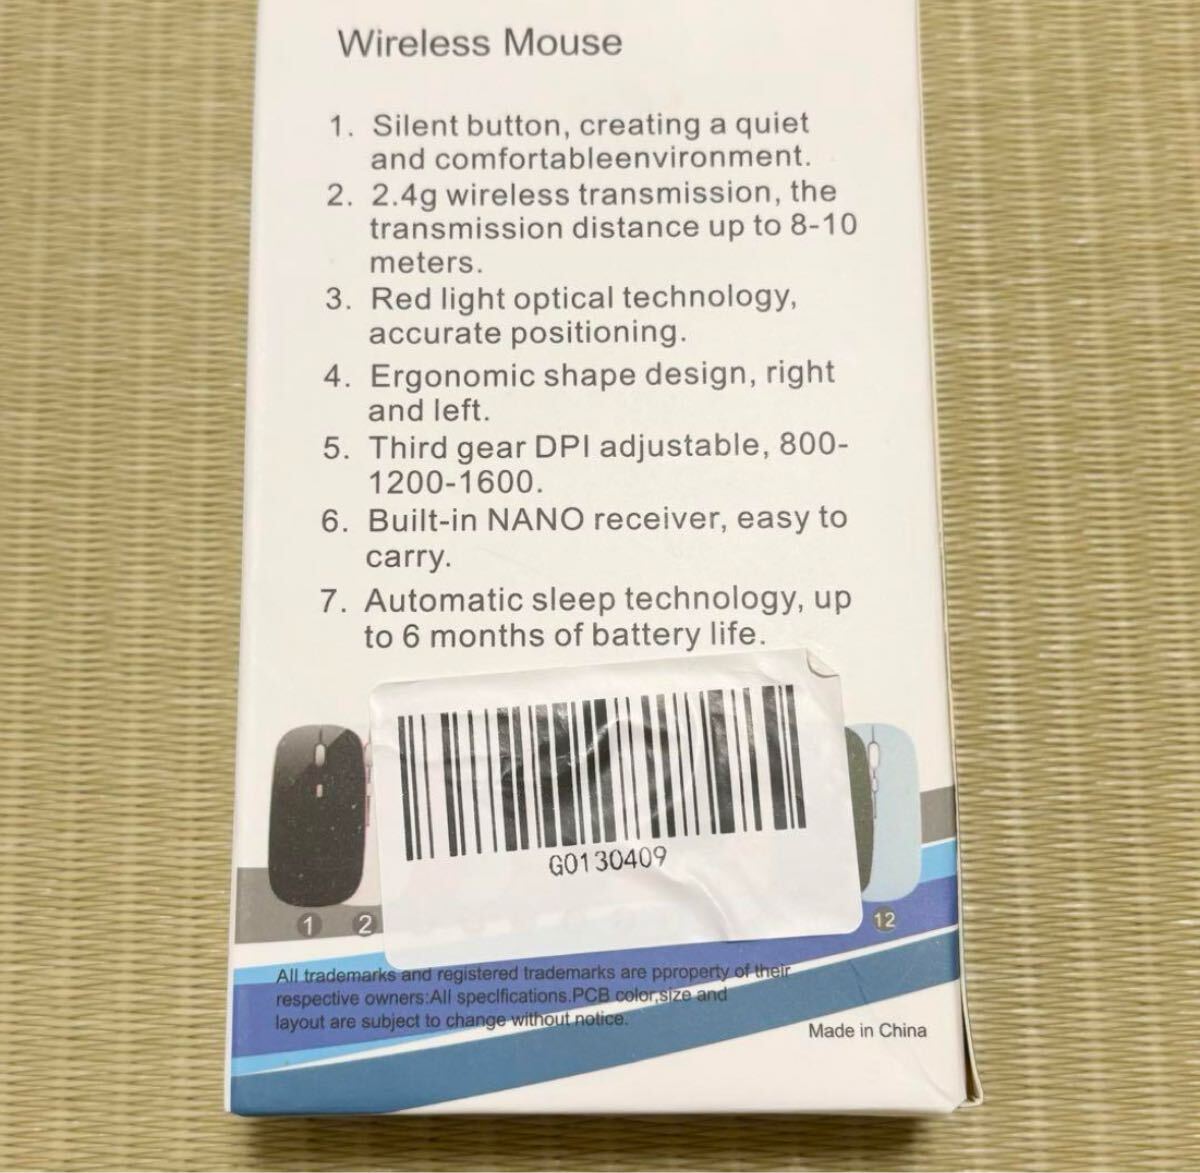 Wireless Mouse
1. Silent button, creating a quiet
and comfortableenvironment.
2. 2.4g wireless transmission, the
transmission distance up to 8-10
meters.
3. Red light optical technology,
accurate positioning.
4. Ergonomic shape design, right
and left.
5. Third gear DPI adjustable, 800-
1200-1600.
6. Built-in NANO receiver, easy to
carry.
7. Automatic sleep technology, up
to 6 months of battery life.
G0130409
1 2 12
All trademarks and registered trademarks are pproperty of their
respective owners:All speclfications.PCB color,size and
layout are subject to change without notice.
Made in China